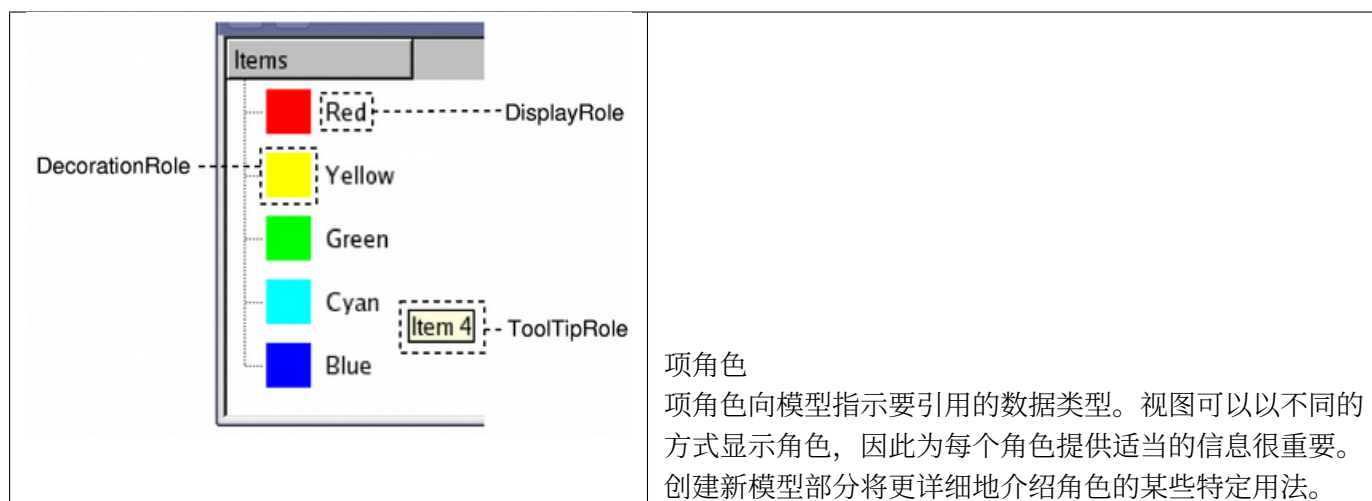 Items
Red
DisplayRole
DecorationRole
Yellow
Green
Cyan
Item 4
ToolTipRole
Blue
项角色
项角色向模型指示要引用的数据类型。视图可以以不同的
方式显示角色，因此为每个角色提供适当的信息很重要。
创建新模型部分将更详细地介绍角色的某些特定用法。